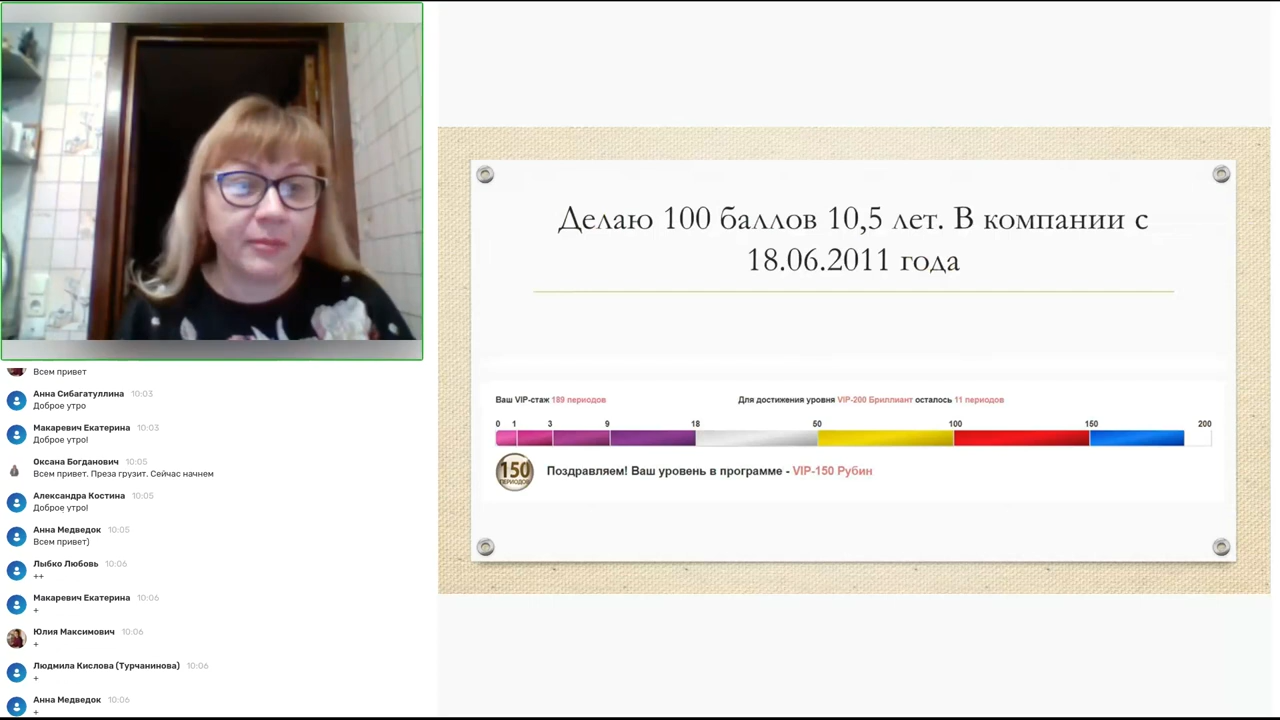 Всем привет
Анна Сибагатуллина 10:03
Доброе утро
Макаревич Екатерина 10:03
Доброе утро!
Оксана Богданович 10:05
Всем привет. Преза грузит. Сейчас начнем
Александра Костина 10:05
Доброе утро!
Анна Медведок 10:05
Всем привет)
Лыбко Любовь 10:06
++
Макаревич Екатерина 10:06
+
Юлия Максимович 10:06
+
Людмила Кислова (Турчанинова) 10:06
+
Анна Медведок 10:06
+
Делаю 100 баллов 10,5 лет. В компании с
18.06.2011 года
Ваш VIP-стаж 189 периодов
Для достижения уровня VIP-200 Бриллиант осталось 11 периодов
0 1 3 9 18 50 100 150 200
150
ПЕРИОДОВ
Поздравляем! Ваш уровень в программе - VIP-150 Рубин